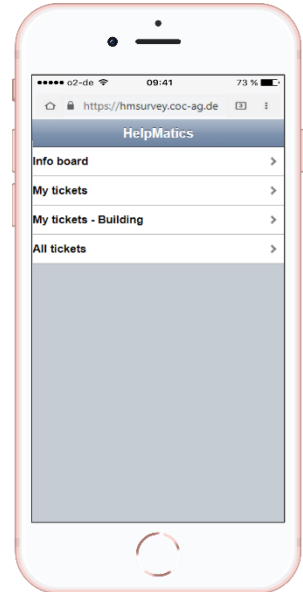 o2-de 09:41 73 %
https://hmsurvey.coc-ag.de 3
HelpMatics
Info board
My tickets
My tickets - Building
All tickets